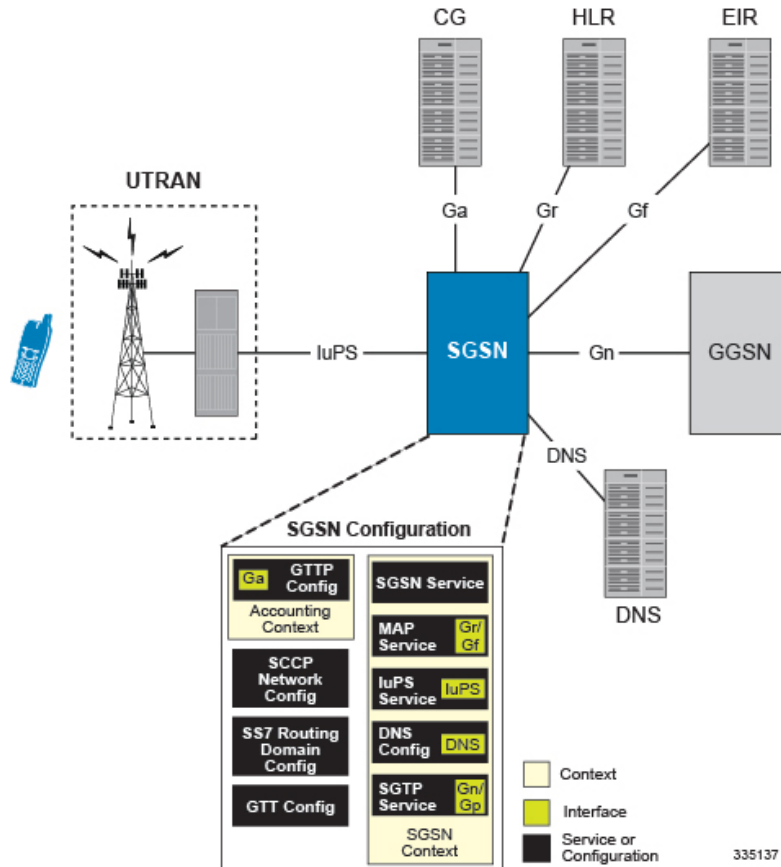 CG
HLR
EIR
UTRAN
Ga
Gr
Gf
IuPS
SGSN
Gn
GGSN
DNS
DNS
SGSN Configuration
Ga
GTTP
Config
Accounting
Context
SCCP
Network
Config
SS7 Routing
Domain
Config
GTT Config
SGSN Service
MAP
Service
Gr/
Gf
IuPS
Service
IuPS
DNS
Config
DNS
SGTP
Service
Gn/
Gp
SGSN
Context
Context
Interface
Service or
Configuration
335137